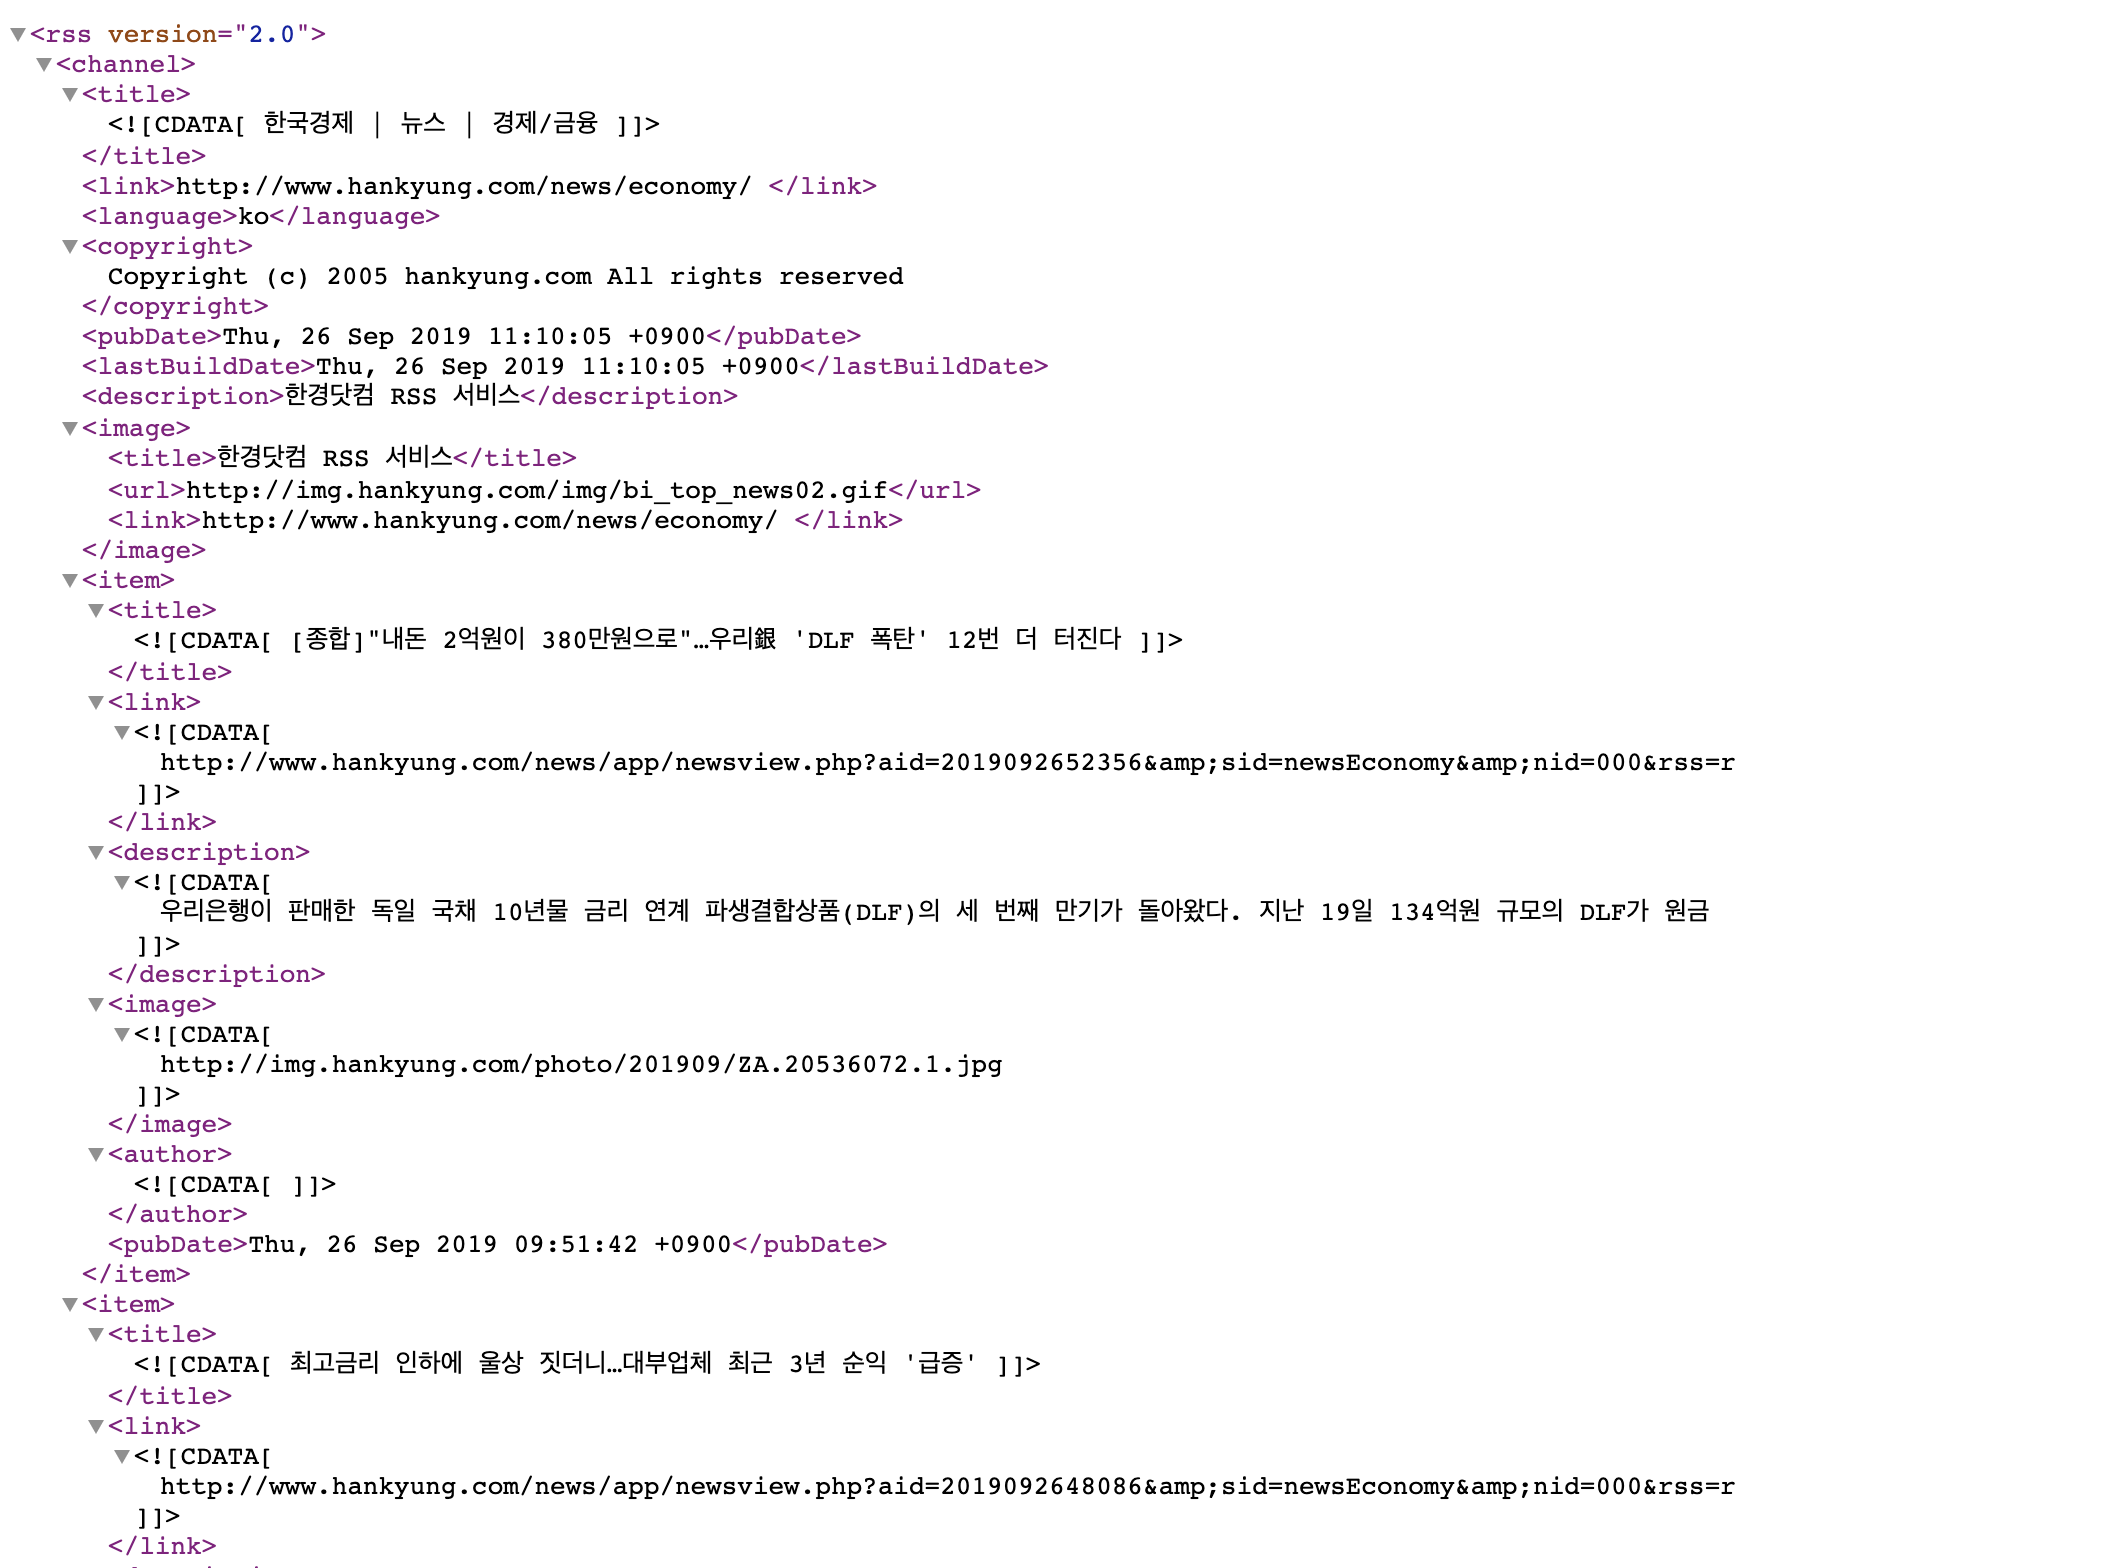 <rss version="2.0">
<channel>
<title>
<![CDATA[ 한국경제 | 뉴스 | 경제/금융 ]]>
</title>
<link>http://www.hankyung.com/news/economy/ </link>
<language>ko</language>
<copyright>
Copyright (c) 2005 hankyung.com All rights reserved
</copyright>
<pubDate>Thu, 26 Sep 2019 11:10:05 +0900</pubDate>
<lastBuildDate>Thu, 26 Sep 2019 11:10:05 +0900</lastBuildDate>
<description>한경닷컴 RSS 서비스</description>
<image>
<title>한경닷컴 RSS 서비스</title>
<url>http://img.hankyung.com/img/bi_top_news02.gif</url>
<link>http://www.hankyung.com/news/economy/ </link>
</image>
<item>
<title>
<![CDATA[ [종합]"내돈 2억원이 380만원으로"…우리銀 'DLF 폭탄' 12번 더 터진다 ]]>
</title>
<link>
<![CDATA[
http://www.hankyung.com/news/app/newsview.php?aid=2019092652356&amp;sid=newsEconomy&amp;nid=000&rss=r
]]>
</link>
<description>
<![CDATA[
우리은행이 판매한 독일 국채 10년물 금리 연계 파생결합상품(DLF)의 세 번째 만기가 돌아왔다. 지난 19일 134억원 규모의 DLF가 원금
]]>
</description>
<image>
<![CDATA[
http://img.hankyung.com/photo/201909/ZA.20536072.1.jpg
]]>
</image>
<author>
<![CDATA[ ]]>
</author>
<pubDate>Thu, 26 Sep 2019 09:51:42 +0900</pubDate>
</item>
<item>
<title>
<![CDATA[ 최고금리 인하에 울상 짓더니…대부업체 최근 3년 순익 '급증' ]]>
</title>
<link>
<![CDATA[
http://www.hankyung.com/news/app/newsview.php?aid=2019092648086&amp;sid=newsEconomy&amp;nid=000&rss=r
]]>
</link>